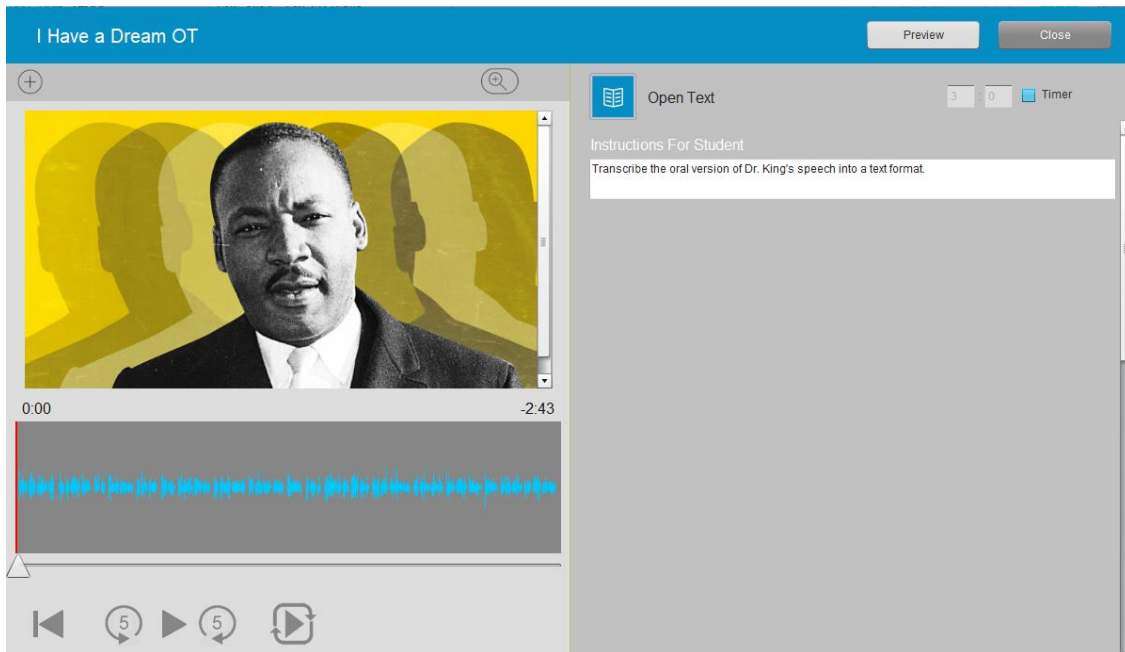 I Have a Dream OT
Preview
Close
Open Text
3 : 0
Timer
Instructions For Student
Transcribe the oral version of Dr. King's speech into a text format.
0:00
-2:43
5
5